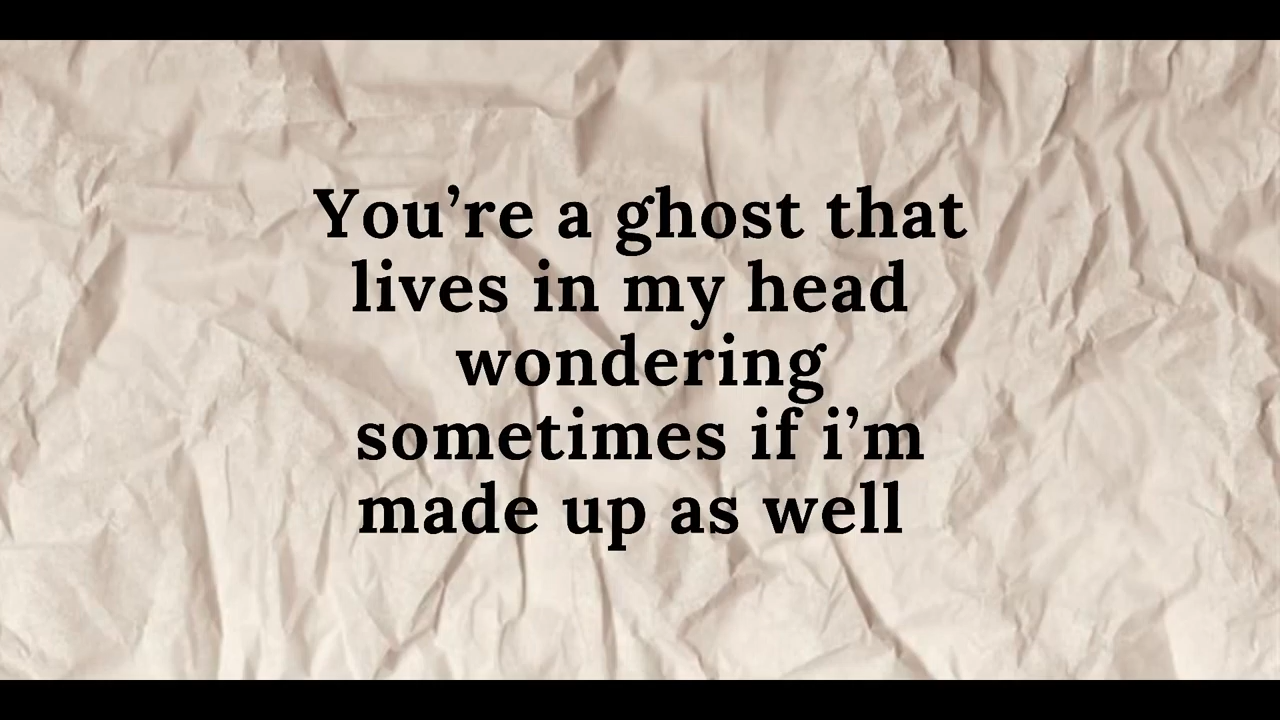 You’re a ghost that
lives in my head
wondering
sometimes if i’m
made up as well